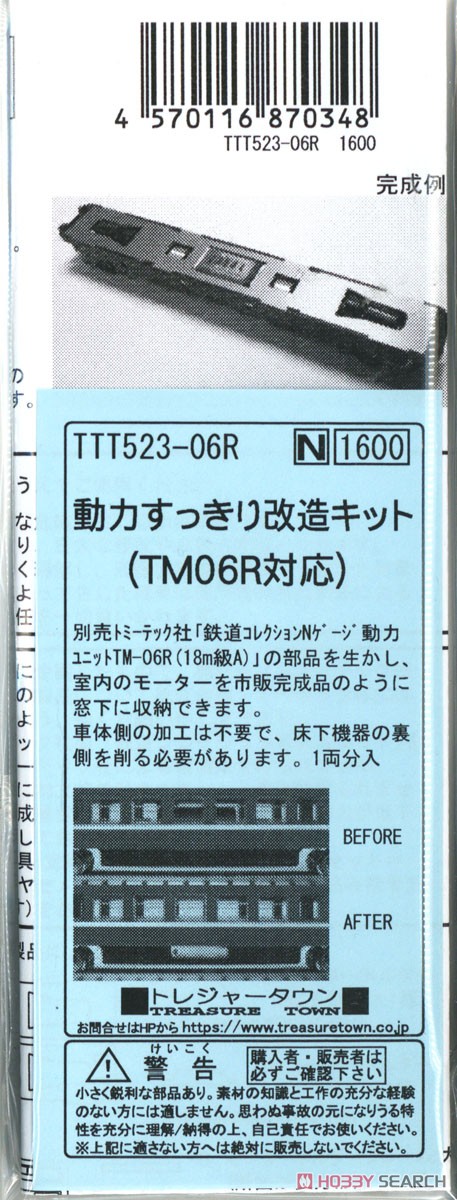 4 570116 870348
TTT523-06R 1600
完成例
TTT523-06R N 1600
動力すっきり改造キット
(TM06R対応)
別売ﾄﾐｰﾃｯｸ社｢鉄道ｺﾚｸｼｮﾝNｹﾞｰｼﾞ動力
ﾕﾆｯﾄTM-06R(18m級A)｣の部品を生かし、
室内のモーターを市販完成品のように
窓下に収納できます。
車体側の加工は不要で、床下機器の裏
側を削る必要があります。1両分入
BEFORE
AFTER
トレジャータウン
TREASURE TOWN
お問合せはHPから https://www.treasuretown.co.jp
けいこく
警告
購入者・販売者は
必ずご確認下さい
小さく鋭利な部品あり。素材の知識と工作の充分な経験
のない方には適しません。思わぬ事故の元になりうる特
性を充分に理解/納得の上、自己責任でお使いください。
※上記に適さない方へは絶対に販売しないでください。
HOBBY SEARCH